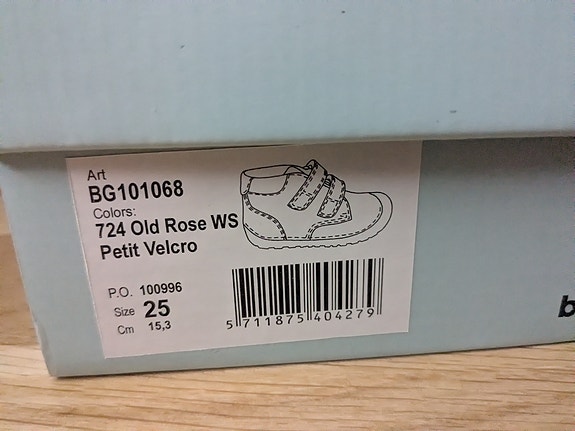 Art
BG101068
Colors:
724 Old Rose WS
Petit Velcro
P.O. 100996
Size 25
Cm 15,3
5 711875 404279
b